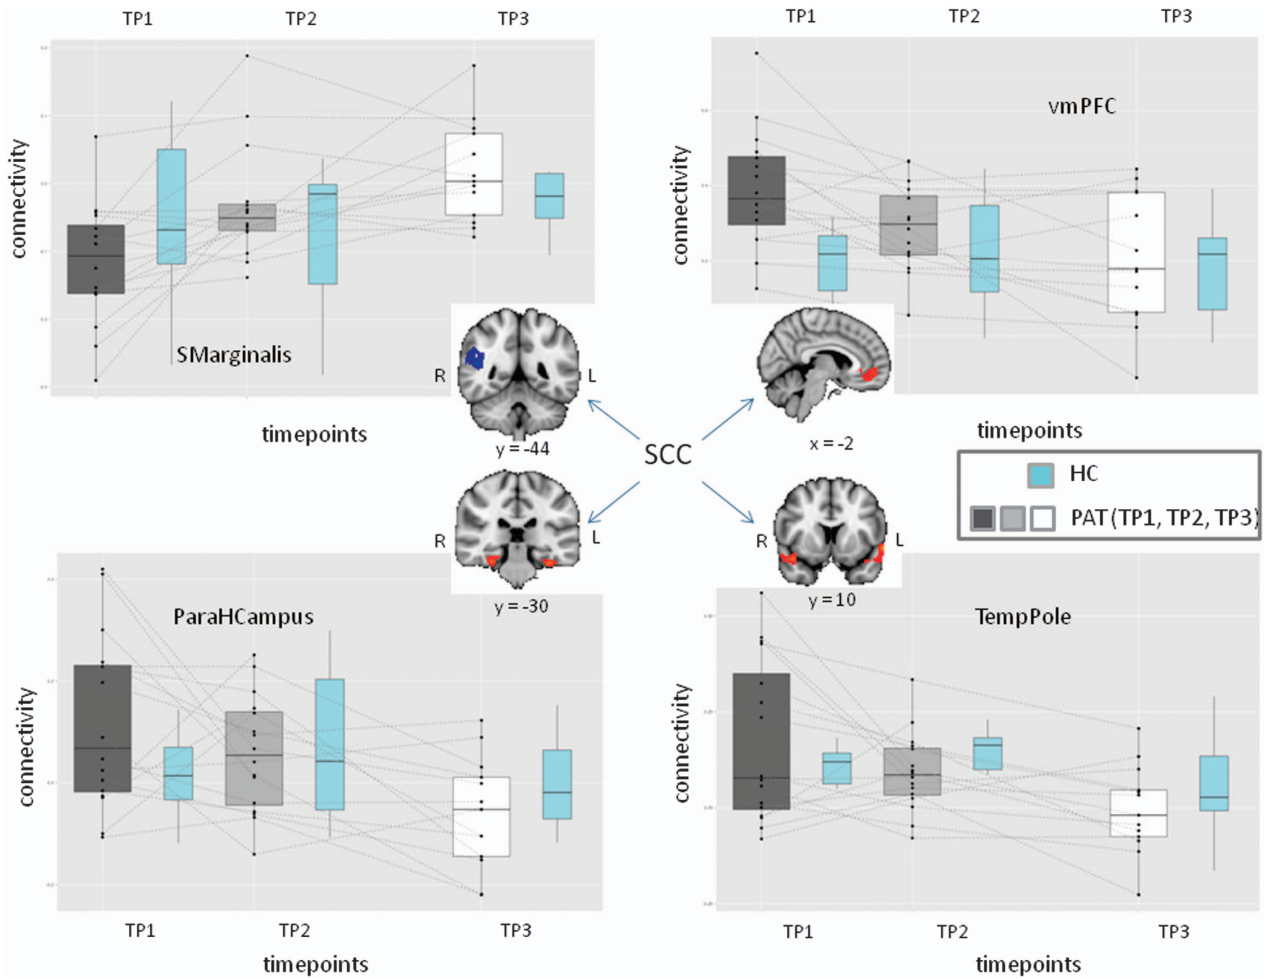 TP1 TP2 TP3
TP1 TP2 TP3
connectivity
SMarginalis
timepoints
connectivity
vmPFC
timepoints
R L
y = -44
x = -2
SCC
HC
PAT (TP1, TP2, TP3)
R L
y = -30
R L
y = 10
connectivity
ParaHCampus
TP1 TP2 TP3
timepoints
connectivity
TempPole
TP1 TP2 TP3
timepoints